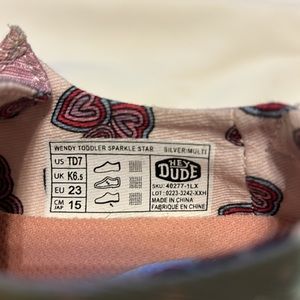 WENDY TODDLER SPARKLE STAR SILVER/MULTI
US TD7
UK K6.5
EU 23
CM JAP 15
HEY DUDE
SKU: 40277-1LX
LOT: 0223-3242-XXH
MADE IN CHINA
FABRIQUÉ EN CHINE